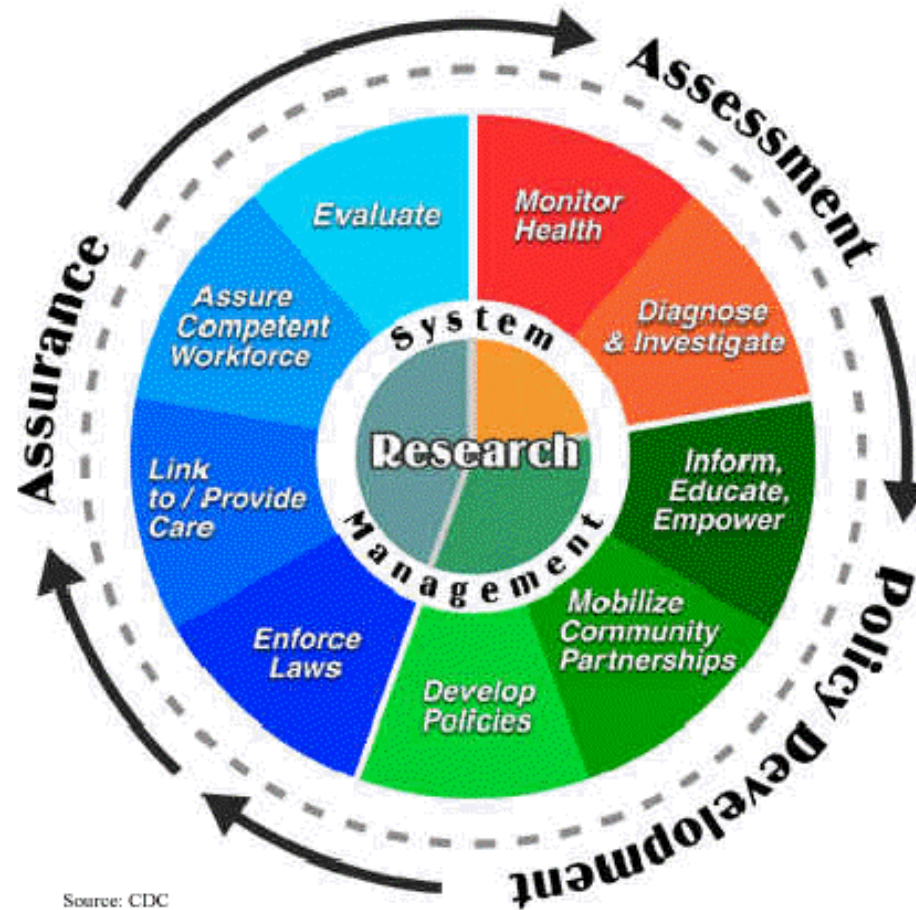 Assessment
Policy Development
Assurance
Monitor
Health
Diagnose
& Investigate
Inform,
Educate,
Empower
Mobilize
Community
Partnerships
Develop
Policies
Enforce
Laws
Link
to / Provide
Care
Assure
Competent
Workforce
Evaluate
System
Research
Management
Source: CDC